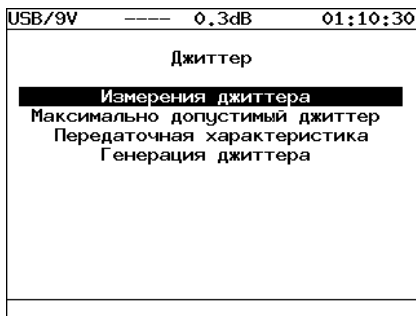 USB/9V ---- 0.3dB 01:10:30
Джиттер
Измерения джиттера
Максимально допустимый джиттер
Передаточная характеристика
Генерация джиттера